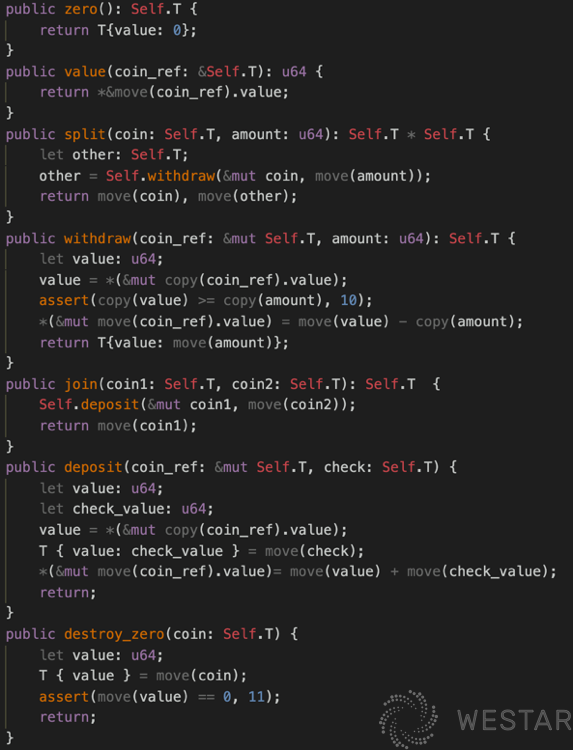 public zero(): Self.T {
    return T{value: 0};
}
public value(coin_ref: &Self.T): u64 {
    return *&move(coin_ref).value;
}
public split(coin: Self.T, amount: u64): Self.T * Self.T {
    let other: Self.T;
    other = Self.withdraw(&mut coin, move(amount));
    return move(coin), move(other);
}
public withdraw(coin_ref: &mut Self.T, amount: u64): Self.T {
    let value: u64;
    value = *(&mut copy(coin_ref).value);
    assert(copy(value) >= copy(amount), 10);
    *(&mut move(coin_ref).value) = move(value) - copy(amount);
    return T{value: move(amount)};
}
public join(coin1: Self.T, coin2: Self.T): Self.T  {
    Self.deposit(&mut coin1, move(coin2));
    return move(coin1);
}
public deposit(coin_ref: &mut Self.T, check: Self.T) {
    let value: u64;
    let check_value: u64;
    value = *(&mut copy(coin_ref).value);
    T { value: check_value } = move(check);
    *(&mut move(coin_ref).value)= move(value) + move(check_value);
    return;
}
public destroy_zero(coin: Self.T) {
    let value: u64;
    T { value } = move(coin);
    assert(move(value) == 0, 11);
    return;
}
WESTAR